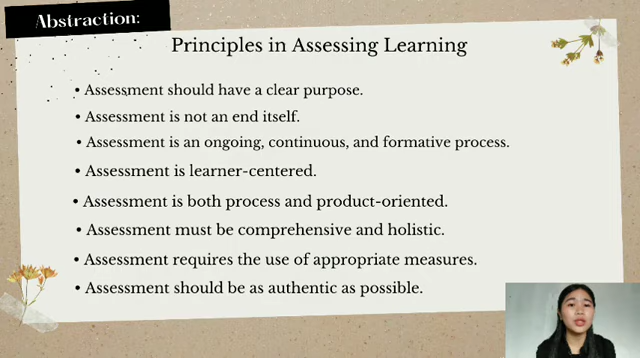 Abstraction:
Principles in Assessing Learning
• Assessment should have a clear purpose.
• Assessment is not an end itself.
• Assessment is an ongoing, continuous, and formative process.
• Assessment is learner-centered.
• Assessment is both process and product-oriented.
• Assessment must be comprehensive and holistic.
• Assessment requires the use of appropriate measures.
• Assessment should be as authentic as possible.